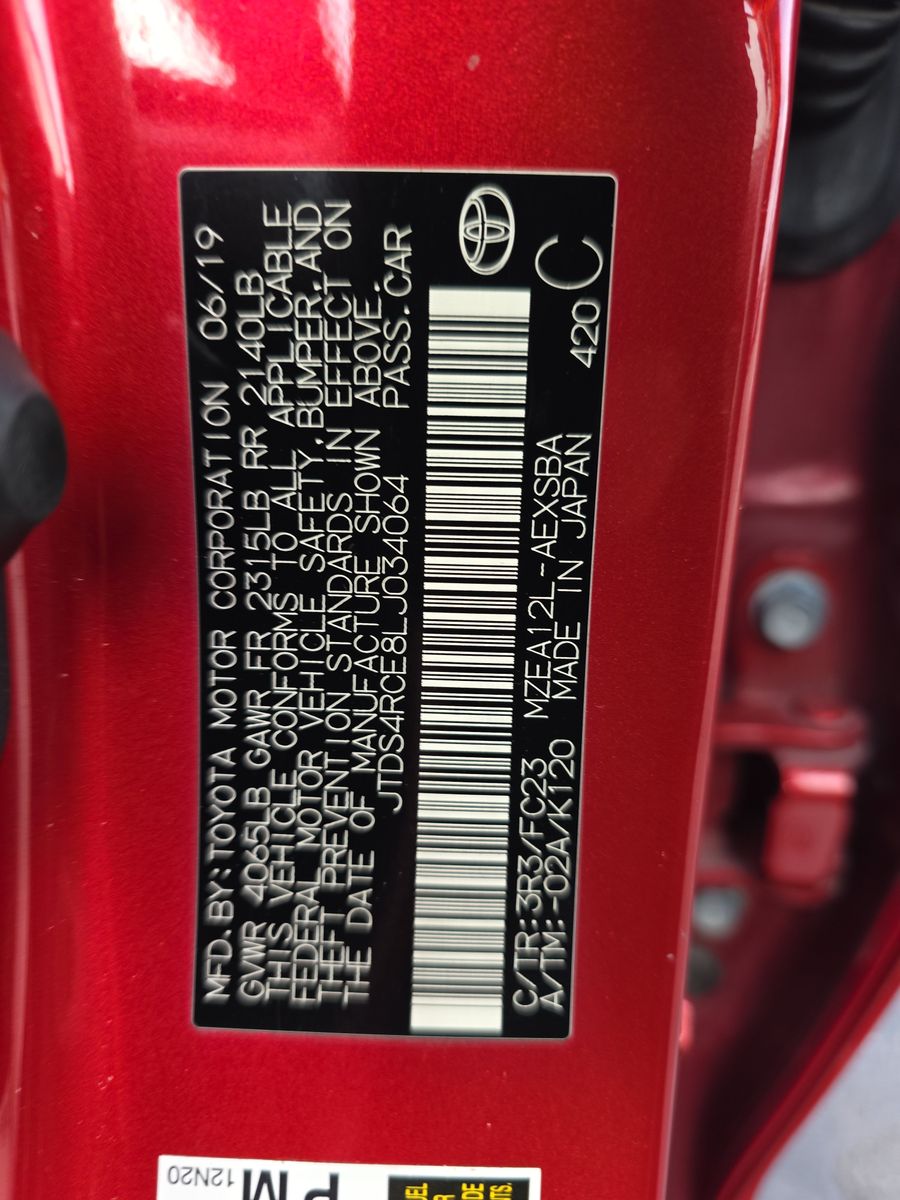 MFD.BY:TOYOTA MOTOR CORPORATION 06/19
GVWR 4065LB GAWR FR 2315LB RR 2140LB
THIS VEHICLE CONFORMS TO ALL APPLICABLE
FEDERAL MOTOR VEHICLE SAFETY,BUMPER,AND
THEFT PREVENTION STANDARDS IN EFFECT ON
THE DATE OF MANUFACTURE SHOWN ABOVE.
JTDS4RCE8LJ034064 PASS.CAR
C/TR:3R3/FC23 MZEA12L-AEXSBA
A/TM:-02A/K120 MADE IN JAPAN 420 C
12N20
PM